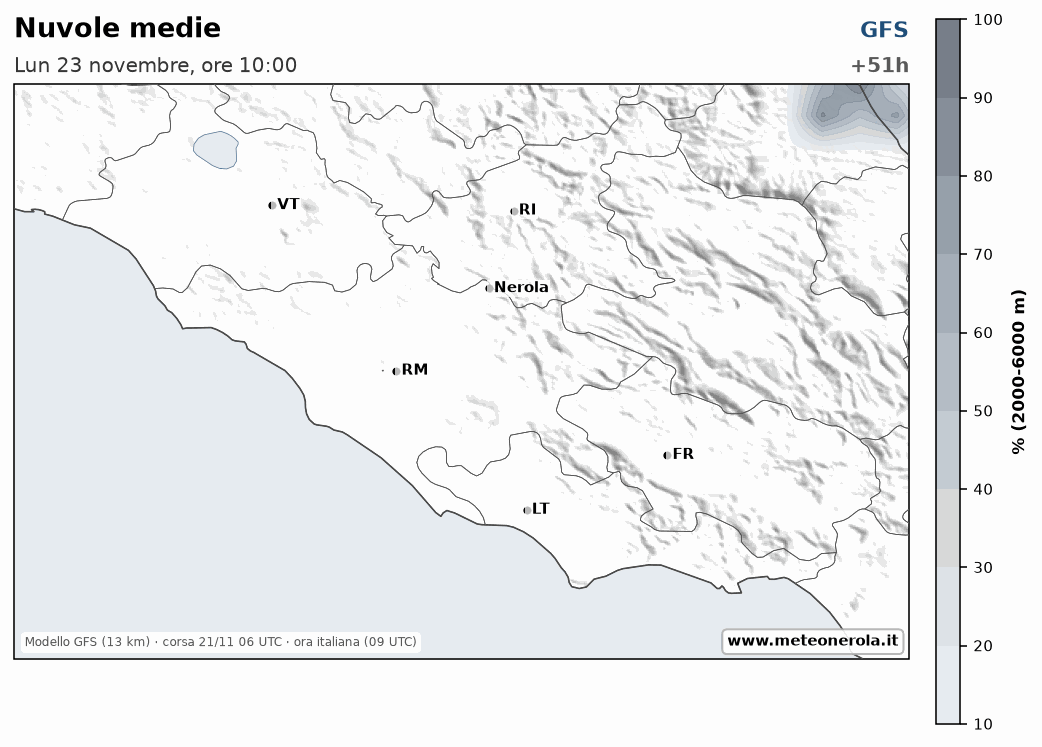 Nuvole medie
GFS
Lun 23 novembre, ore 10:00
+51h
VT
RI
Nerola
RM
FR
LT
Modello GFS (13 km) · corsa 21/11 06 UTC · ora italiana (09 UTC)
www.meteonerola.it
100
90
80
70
60
50
40
30
20
10
% (2000-6000 m)